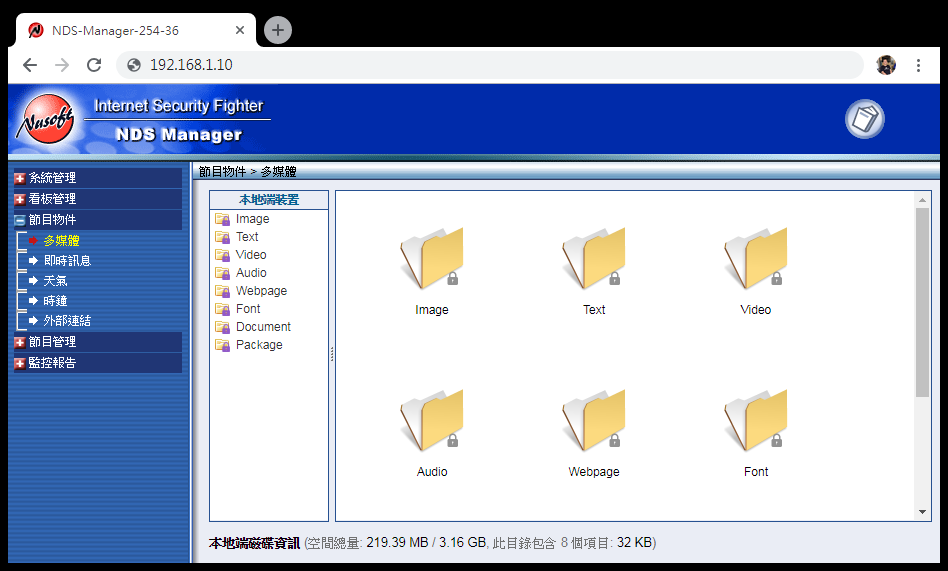 NDS-Manager-254-36
192.168.1.10
Nusoft
Internet Security Fighter
NDS Manager
系統管理
看板管理
節目物件
多媒體
即時訊息
天氣
時鐘
外部連結
節目管理
監控報告
節目物件 > 多媒體
本地端裝置
Image
Text
Video
Audio
Webpage
Font
Document
Package
Image
Text
Video
Audio
Webpage
Font
本地端磁碟資訊 (空間總量: 219.39 MB / 3.16 GB, 此目錄包含 8 個項目: 32 KB)